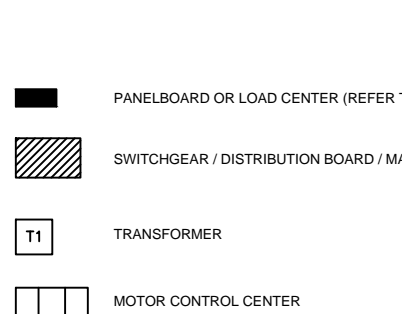 PANELBOARD OR LOAD CENTER (REFER
SWITCHGEAR / DISTRIBUTION BOARD /
T1 TRANSFORMER
MOTOR CONTROL CENTER